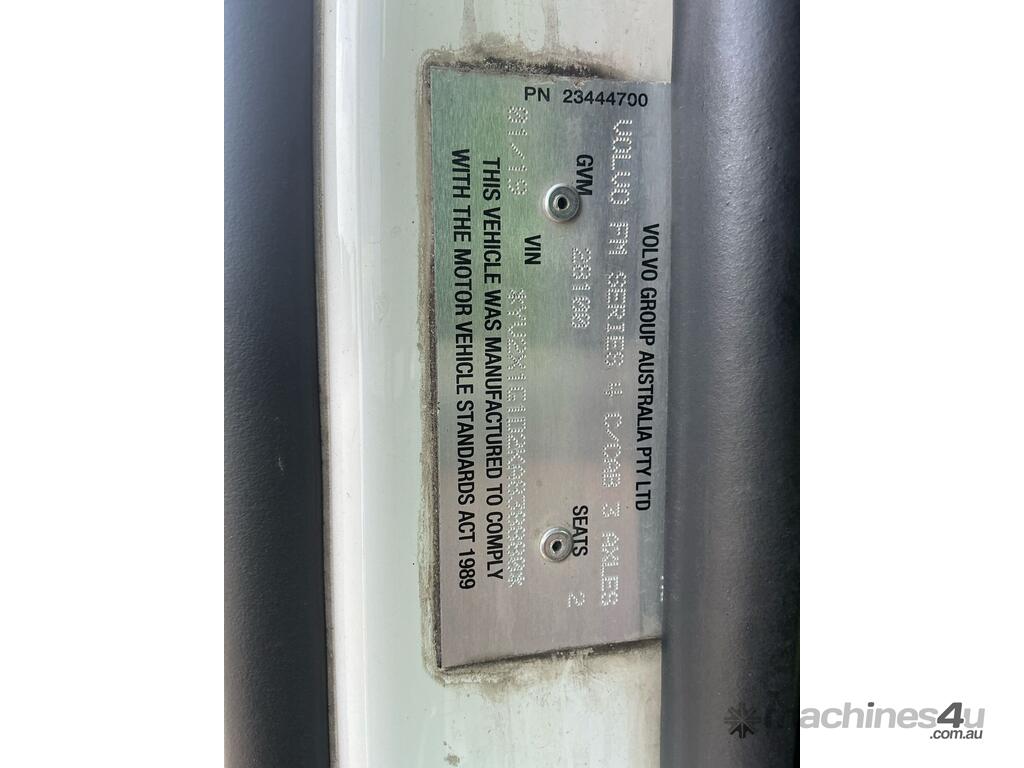 VOLVO GROUP AUSTRALIA PTY LTD
VOLVO FM SERIES 4 C/CAB 3 AXLES
GVM 28100 SEATS 2
01/19 VIN
THIS VEHICLE WAS MANUFACTURED TO COMPLY
WITH THE MOTOR VEHICLE STANDARDS ACT 1989
PN 23444700
machines4u
.com.au